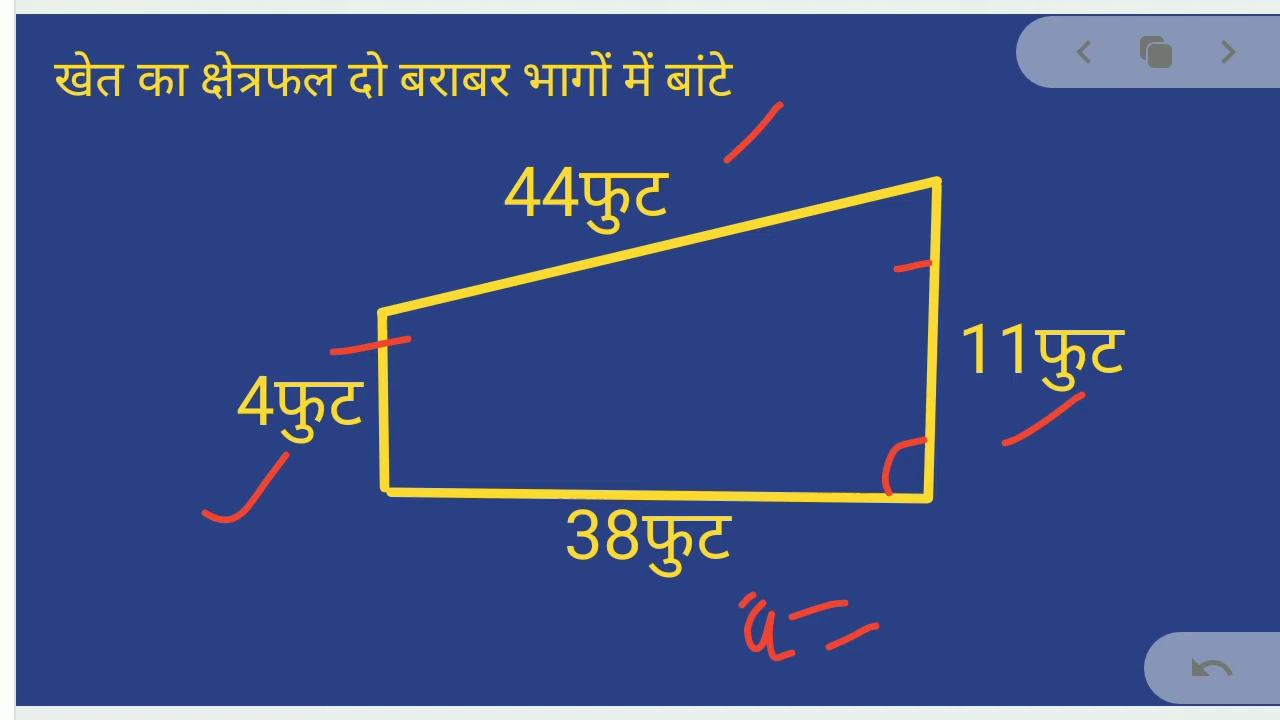 खेत का क्षेत्रफल दो बराबर भागों में बांटे
44फुट
11फुट
4फुट
38फुट
a =